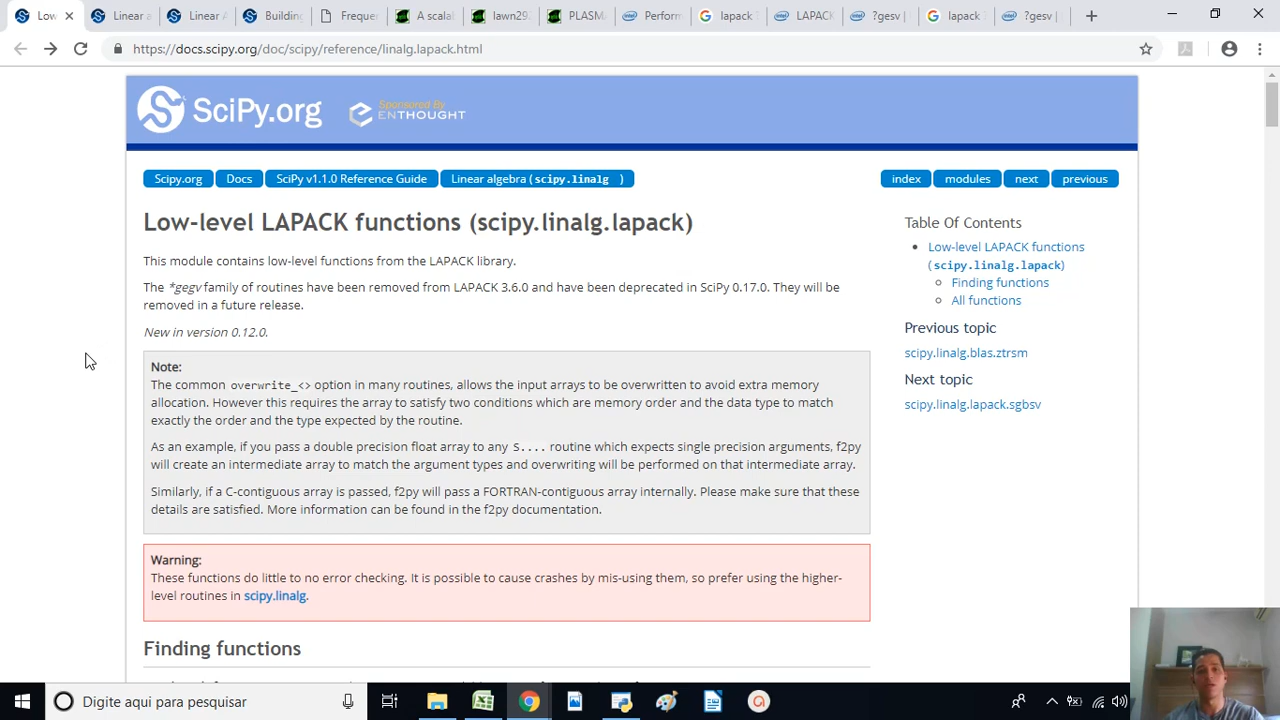 Low
Linear a
Linear A
Building
Frequer
A scalal
lawn29
PLASM
Perform
lapack
LAPACK
?gesv |
lapack
?gesv |
https://docs.scipy.org/doc/scipy/reference/linalg.lapack.html
SciPy.org
Sponsored By
ENTHOUGHT
Scipy.org Docs SciPy v1.1.0 Reference Guide Linear algebra (scipy.linalg )
index modules next previous
Low-level LAPACK functions (scipy.linalg.lapack)
This module contains low-level functions from the LAPACK library.
The *gegv family of routines have been removed from LAPACK 3.6.0 and have been deprecated in SciPy 0.17.0. They will be
removed in a future release.
New in version 0.12.0.
Note:
The common overwrite_<> option in many routines, allows the input arrays to be overwritten to avoid extra memory
allocation. However this requires the array to satisfy two conditions which are memory order and the data type to match
exactly the order and the type expected by the routine.
As an example, if you pass a double precision float array to any S.... routine which expects single precision arguments, f2py
will create an intermediate array to match the argument types and overwriting will be performed on that intermediate array.
Similarly, if a C-contiguous array is passed, f2py will pass a FORTRAN-contiguous array internally. Please make sure that these
details are satisfied. More information can be found in the f2py documentation.
Warning:
These functions do little to no error checking. It is possible to cause crashes by mis-using them, so prefer using the higher-
level routines in scipy.linalg.
Finding functions
Table Of Contents
Low-level LAPACK functions
(scipy.linalg.lapack)
Finding functions
All functions
Previous topic
scipy.linalg.blas.ztrsm
Next topic
scipy.linalg.lapack.sgbsv
Digite aqui para pesquisar